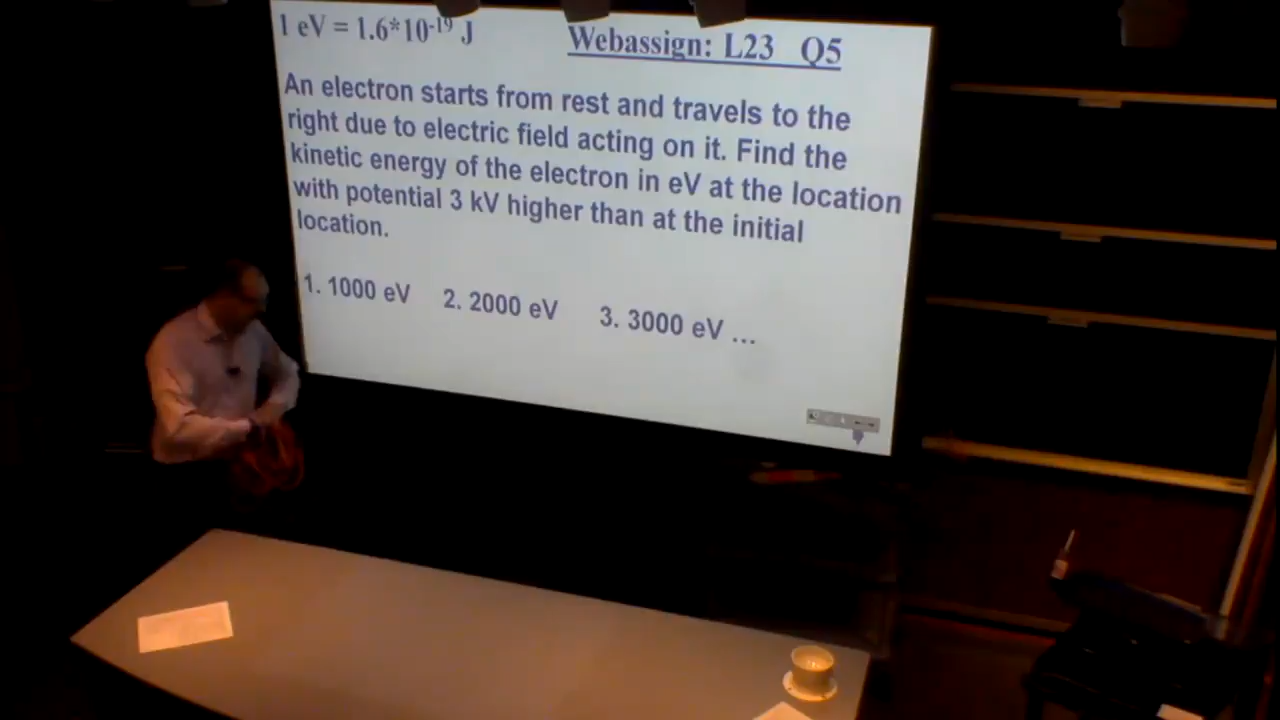 1 eV = 1.6*10⁻¹⁹ J Webassign: L23 Q5
An electron starts from rest and travels to the
right due to electric field acting on it. Find the
kinetic energy of the electron in eV at the location
with potential 3 kV higher than at the initial
location.
1. 1000 eV 2. 2000 eV 3. 3000 eV ...